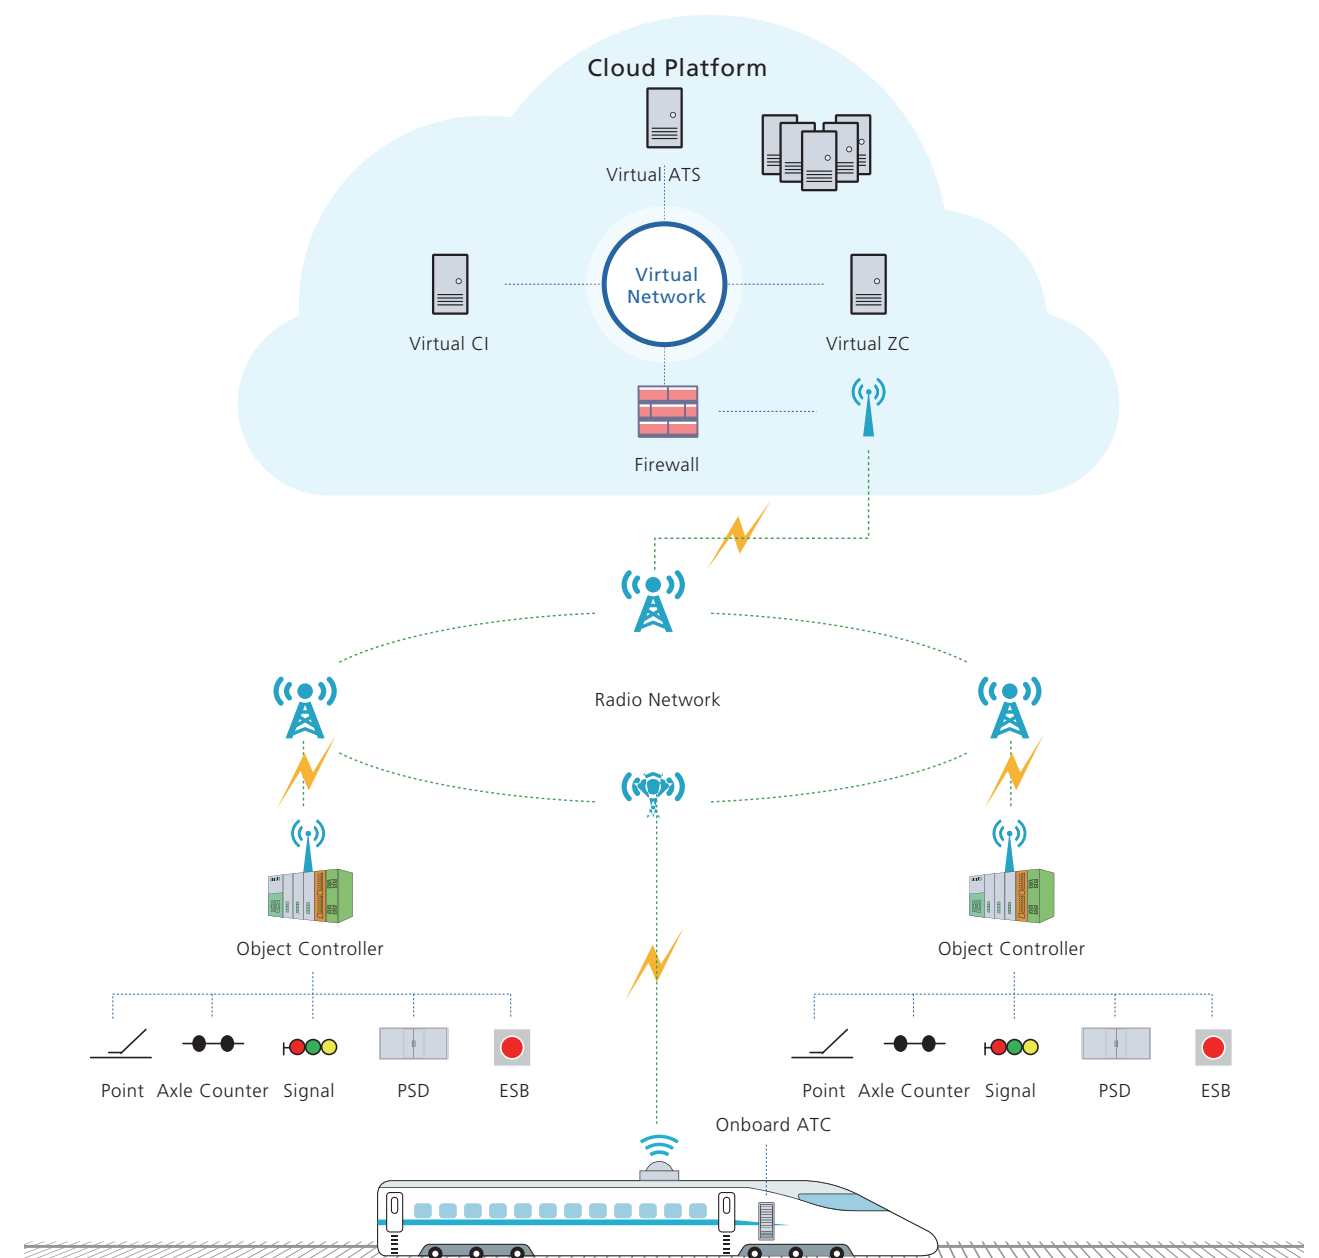 Cloud Platform
Virtual ATS
Virtual
Network
Virtual CI
Virtual ZC
Firewall
Radio Network
Object Controller
Object Controller
Point Axle Counter Signal PSD ESB
Point Axle Counter Signal PSD ESB
Onboard ATC